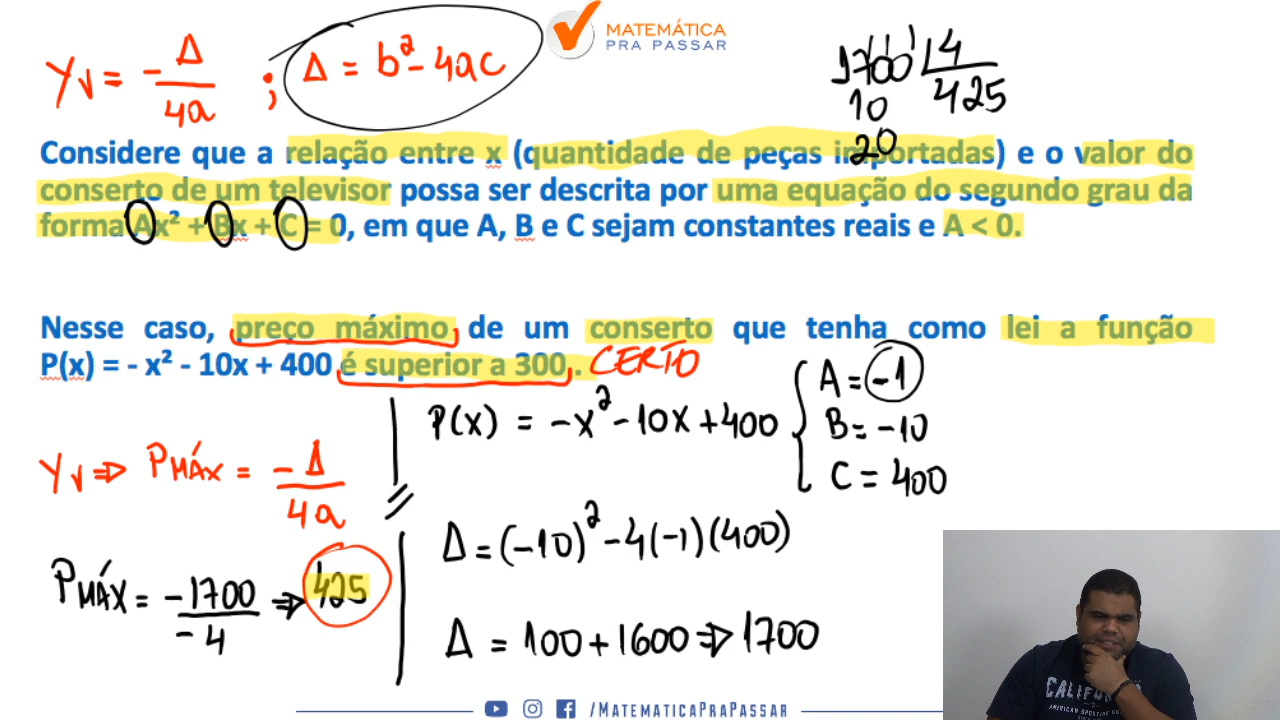 MATEMÁTICA
PRA PASSAR
Yv = - Δ / 4a ; Δ = b² - 4ac
1700 | 4
10 425
20
Considere que a relação entre x (quantidade de peças importadas) e o valor do
conserto de um televisor possa ser descrita por uma equação do segundo grau da
forma Ax² + Bx + C = 0, em que A, B e C sejam constantes reais e A < 0.
Nesse caso, preço máximo de um conserto que tenha como lei a função
P(x) = - x² - 10x + 400 é superior a 300. CERTO
P(x) = -x² - 10x + 400
A = -1
B = -10
C = 400
Yv ⇒ PMÁX = - Δ / 4a
Δ = (-10)² - 4(-1)(400)
PMÁX = -1700 / -4 ⇒ 425
Δ = 100 + 1600 ⇒ 1700
CALIFORNIA
/MATEMATICAPRAPASSAR